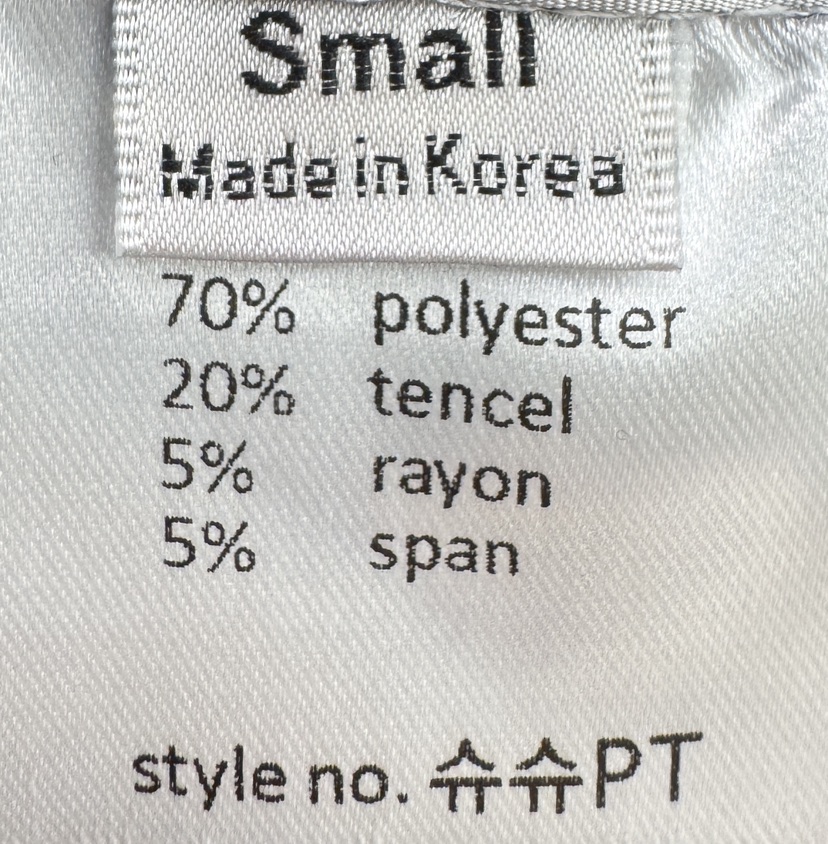 Small
Made in Korea
70% polyester
20% tencel
5% rayon
5% span
style no. 슈슈PT